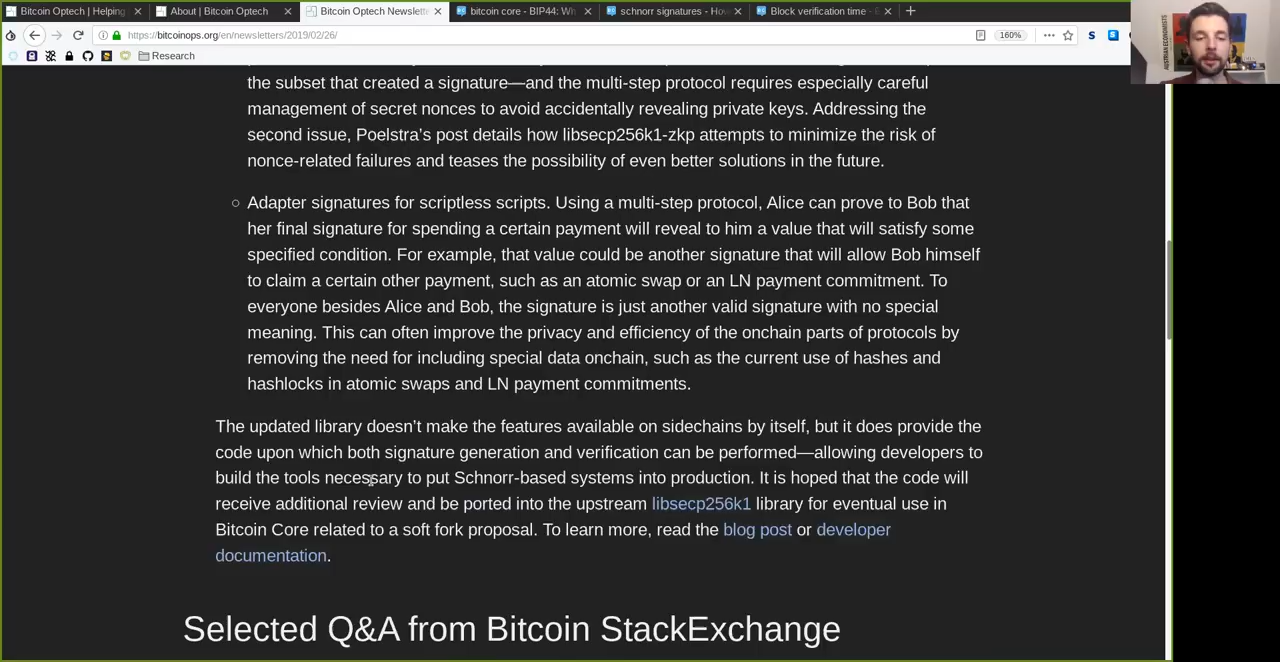 Bitcoin Optech | Helping
About | Bitcoin Optech
Bitcoin Optech Newslette
bitcoin core - BIP44: Wh
schnorr signatures - How
Block verification time - B
https://bitcoinops.org/en/newsletters/2019/02/26/
160%
Research
the subset that created a signature—and the multi-step protocol requires especially careful
management of secret nonces to avoid accidentally revealing private keys. Addressing the
second issue, Poelstra's post details how libsecp256k1-zkp attempts to minimize the risk of
nonce-related failures and teases the possibility of even better solutions in the future.
Adapter signatures for scriptless scripts. Using a multi-step protocol, Alice can prove to Bob that
her final signature for spending a certain payment will reveal to him a value that will satisfy some
specified condition. For example, that value could be another signature that will allow Bob himself
to claim a certain other payment, such as an atomic swap or an LN payment commitment. To
everyone besides Alice and Bob, the signature is just another valid signature with no special
meaning. This can often improve the privacy and efficiency of the onchain parts of protocols by
removing the need for including special data onchain, such as the current use of hashes and
hashlocks in atomic swaps and LN payment commitments.
The updated library doesn't make the features available on sidechains by itself, but it does provide the
code upon which both signature generation and verification can be performed—allowing developers to
build the tools necessary to put Schnorr-based systems into production. It is hoped that the code will
receive additional review and be ported into the upstream libsecp256k1 library for eventual use in
Bitcoin Core related to a soft fork proposal. To learn more, read the blog post or developer
documentation.
Selected Q&A from Bitcoin StackExchange
AUSTRIAN ECONOMISTS